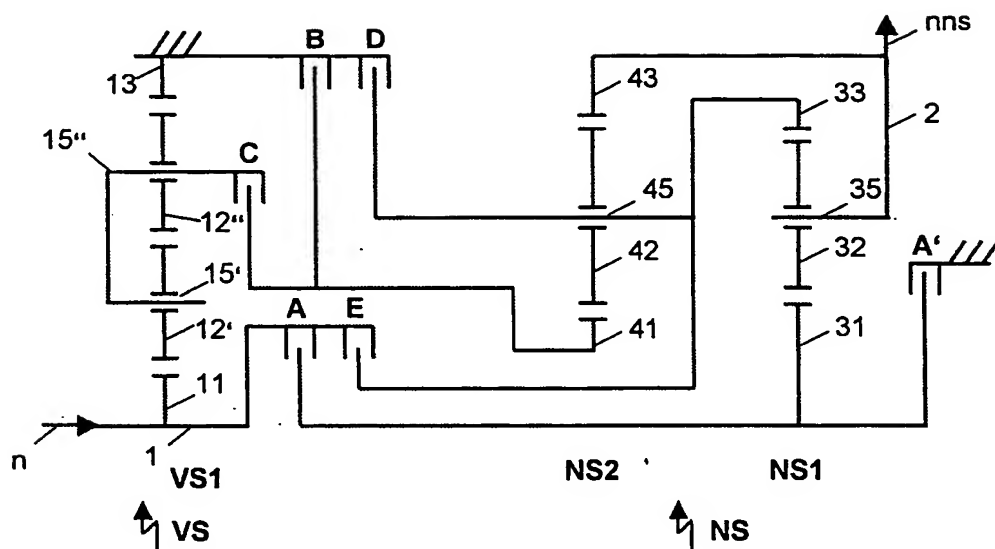 B D nns
13 43 33
2
15“ C
45 35
12“ 42 32 A‘
15‘
A E
12‘ 41 31
11
n 1
VS1 NS2 NS1
VS NS